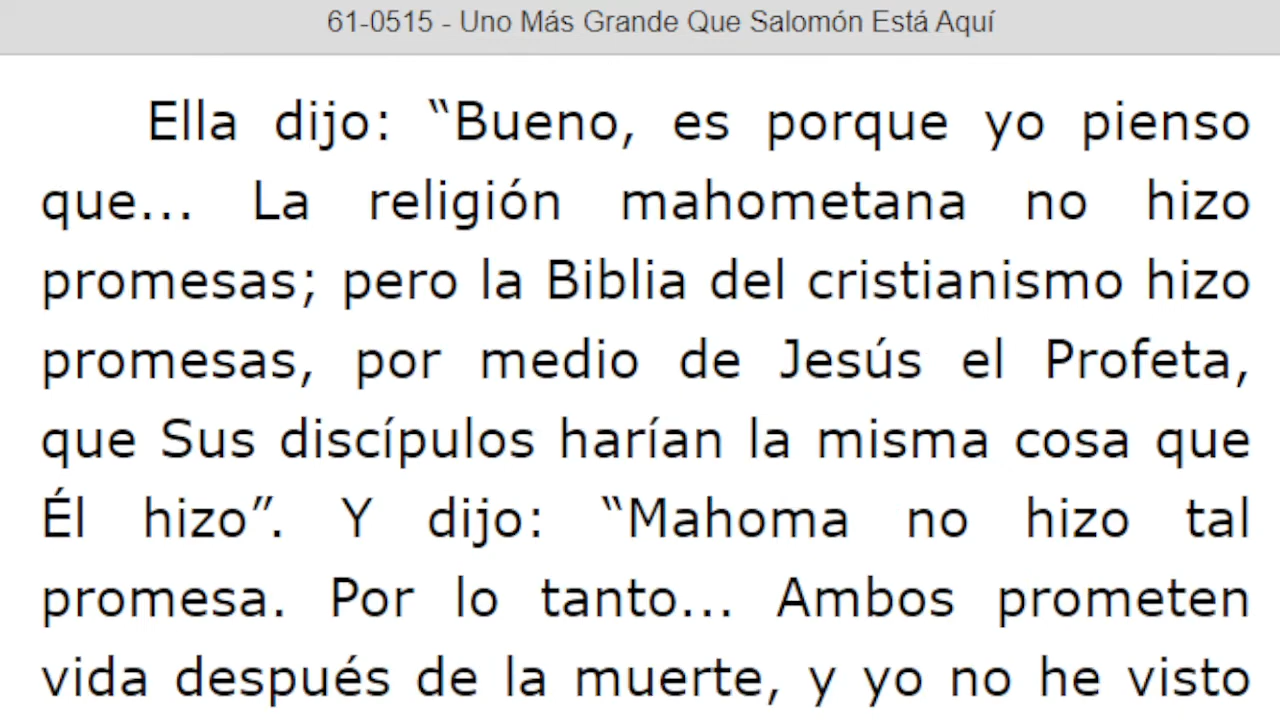 61-0515 - Uno Más Grande Que Salomón Está Aquí
Ella dijo: “Bueno, es porque yo pienso
que... La religión mahometana no hizo
promesas; pero la Biblia del cristianismo hizo
promesas, por medio de Jesús el Profeta,
que Sus discípulos harían la misma cosa que
Él hizo”. Y dijo: “Mahoma no hizo tal
promesa. Por lo tanto... Ambos prometen
vida después de la muerte, y yo no he visto